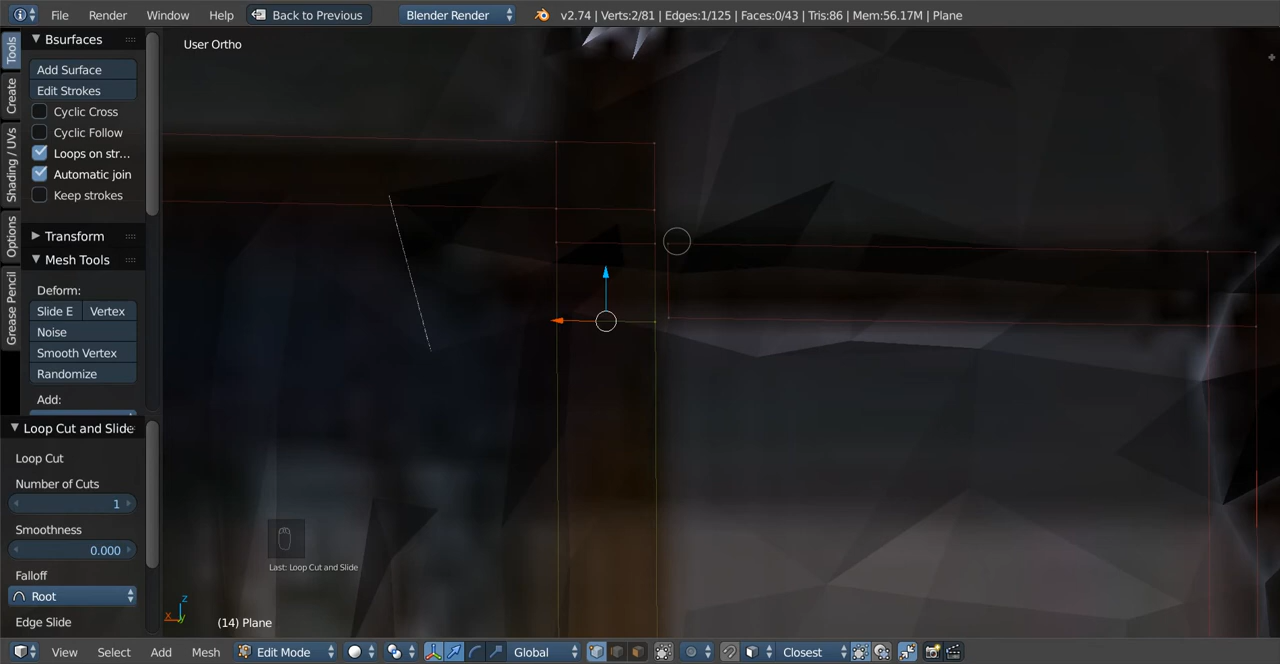 File Render Window Help Back to Previous Blender Render v2.74 | Verts:2/81 | Edges:1/125 | Faces:0/43 | Tris:86 | Mem:56.17M | Plane
Tools
Create
Shading / UVs
Options
Grease Pencil
Bsurfaces
Add Surface
Edit Strokes
Cyclic Cross
Cyclic Follow
Loops on str...
Automatic join
Keep strokes
Transform
Mesh Tools
Deform:
Slide E Vertex
Noise
Smooth Vertex
Randomize
Add:
Loop Cut and Slide
Loop Cut
Number of Cuts
1
Smoothness
0.000
Falloff
Root
Edge Slide
User Ortho
Last: Loop Cut and Slide
z
x y
(14) Plane
View Select Add Mesh Edit Mode Global Closest